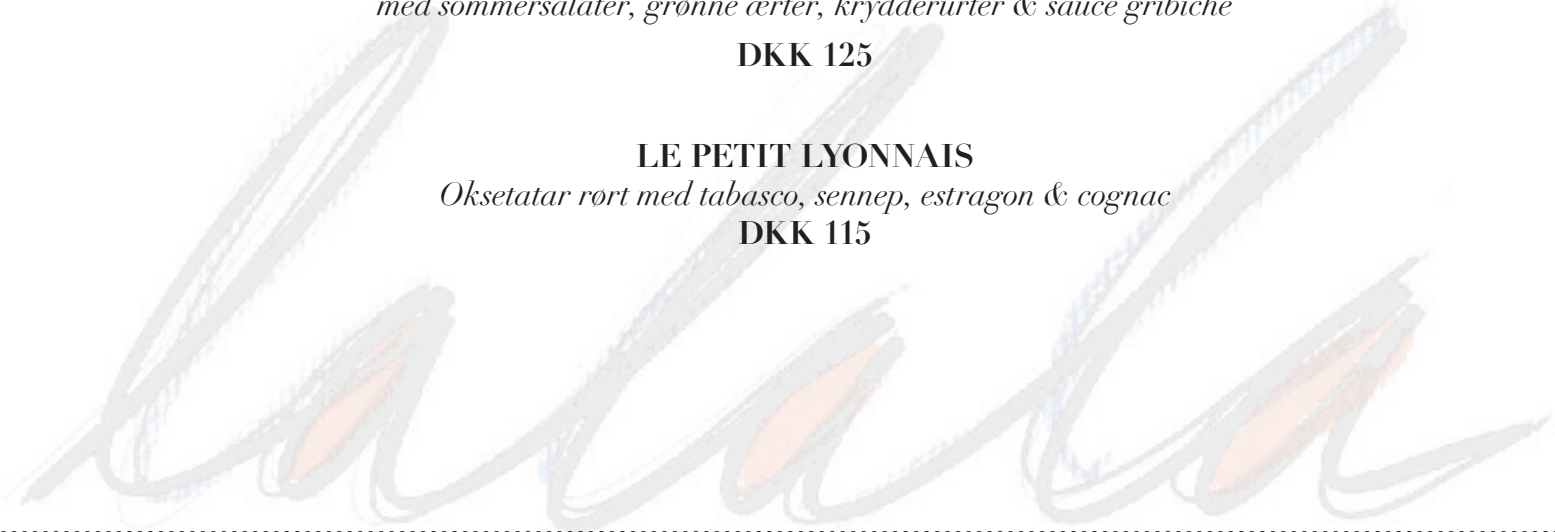 med sommersalater, grønne ærter, krydderurter & sauce gribiche
DKK 125
LE PETIT LYONNAIS
Oksetatar rørt med tabasco, sennep, estragon & cognac
DKK 115
lalala